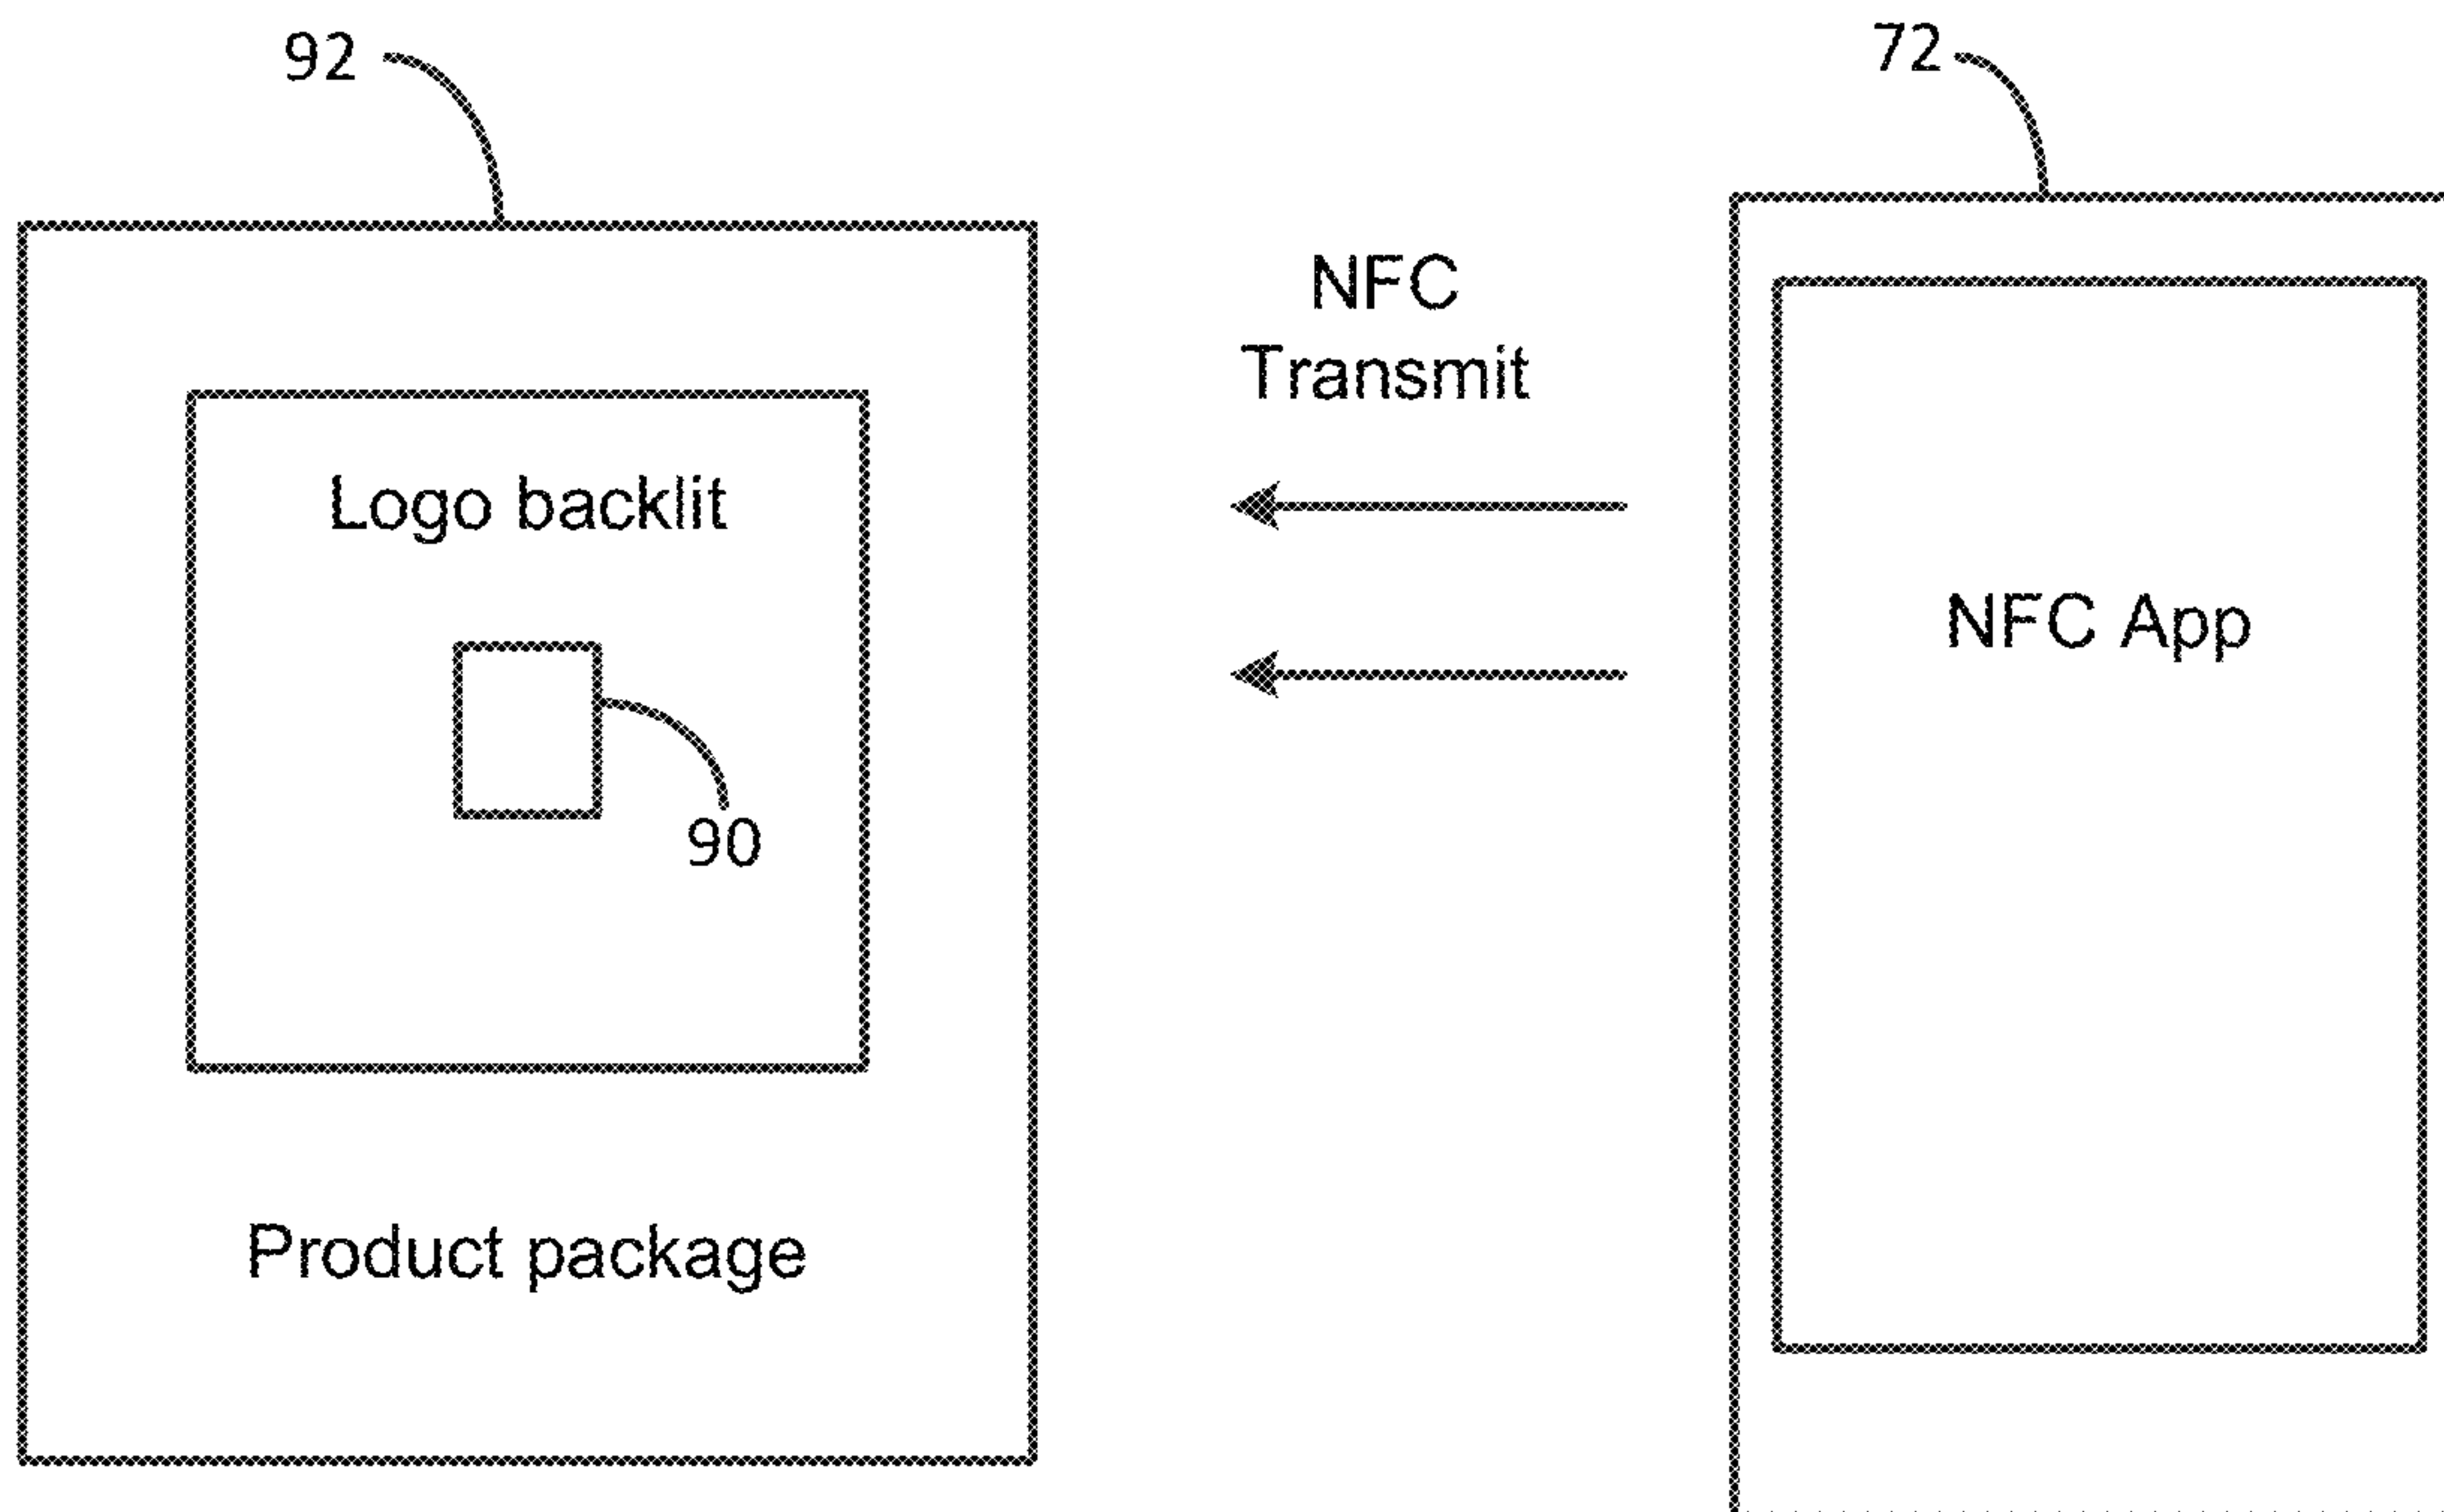 92
72
NFC
Transmit
Logo backlit
NFC App
90
Product package